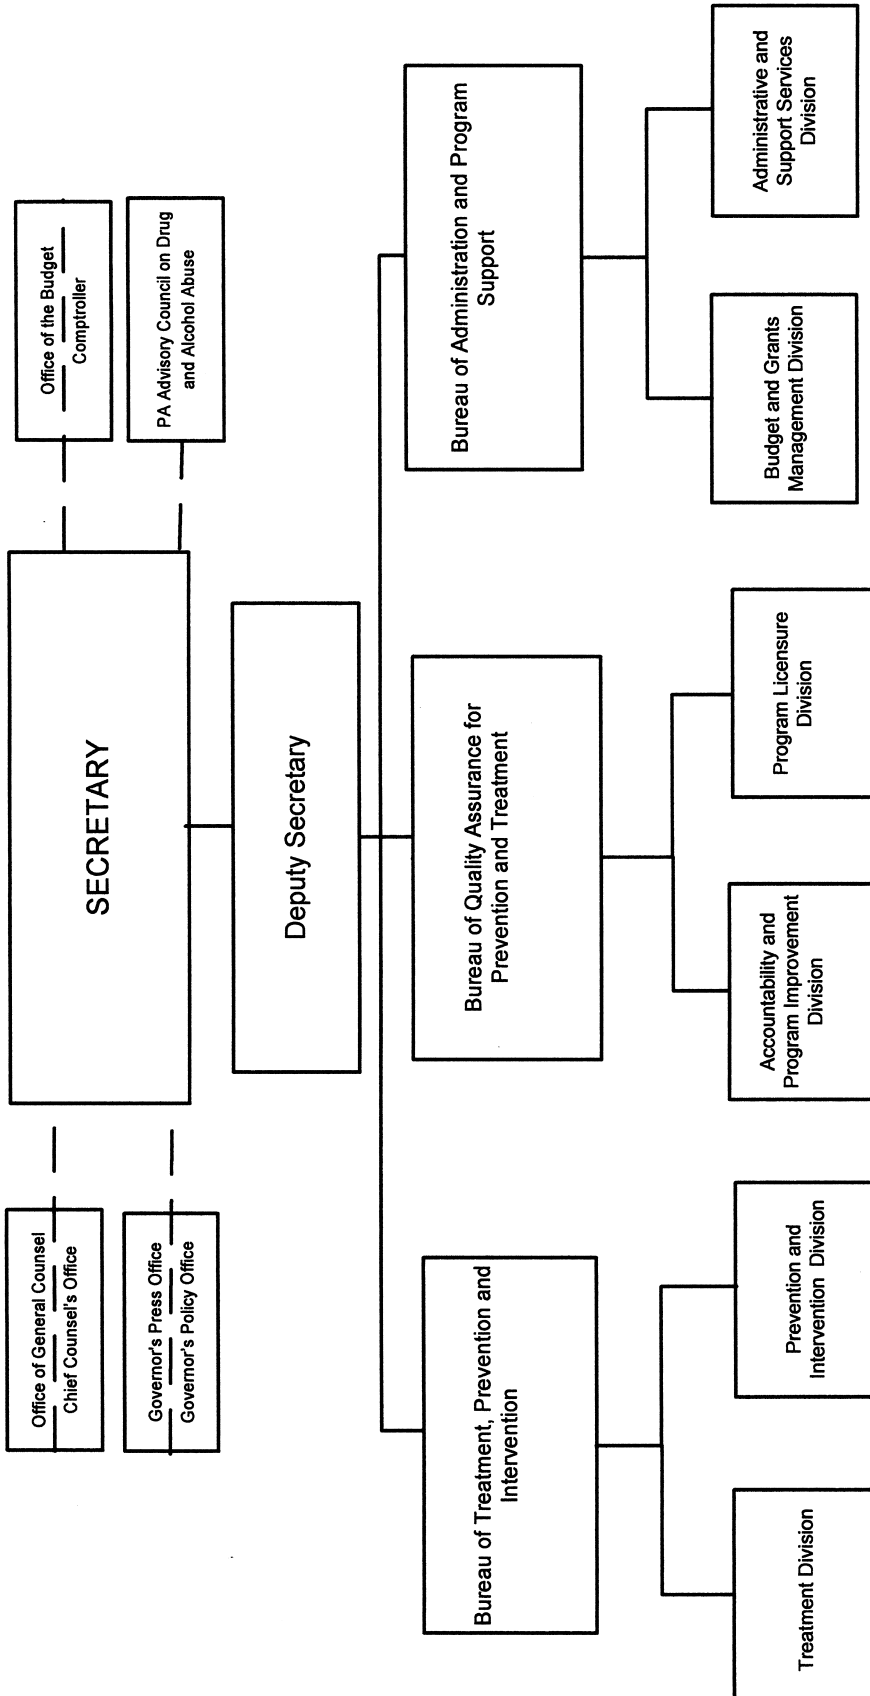 Office of General Counsel
Chief Counsel's Office
Governor's Press Office
Governor's Policy Office
SECRETARY
Office of the Budget
Comptroller
PA Advisory Council on Drug
and Alcohol Abuse
Deputy Secretary
Bureau of Treatment, Prevention and
Intervention
Bureau of Quality Assurance for
Prevention and Treatment
Bureau of Administration and Program
Support
Treatment Division
Prevention and
Intervention Division
Accountability and
Program Improvement
Division
Program Licensure
Division
Budget and Grants
Management Division
Administrative and
Support Services
Division